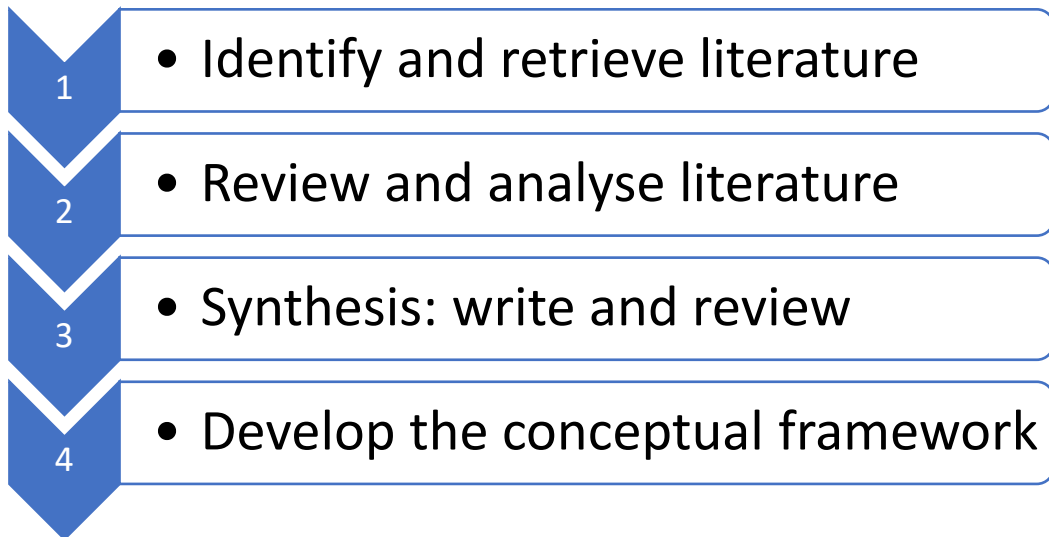 1
• Identify and retrieve literature
2
• Review and analyse literature
3
• Synthesis: write and review
4
• Develop the conceptual framework